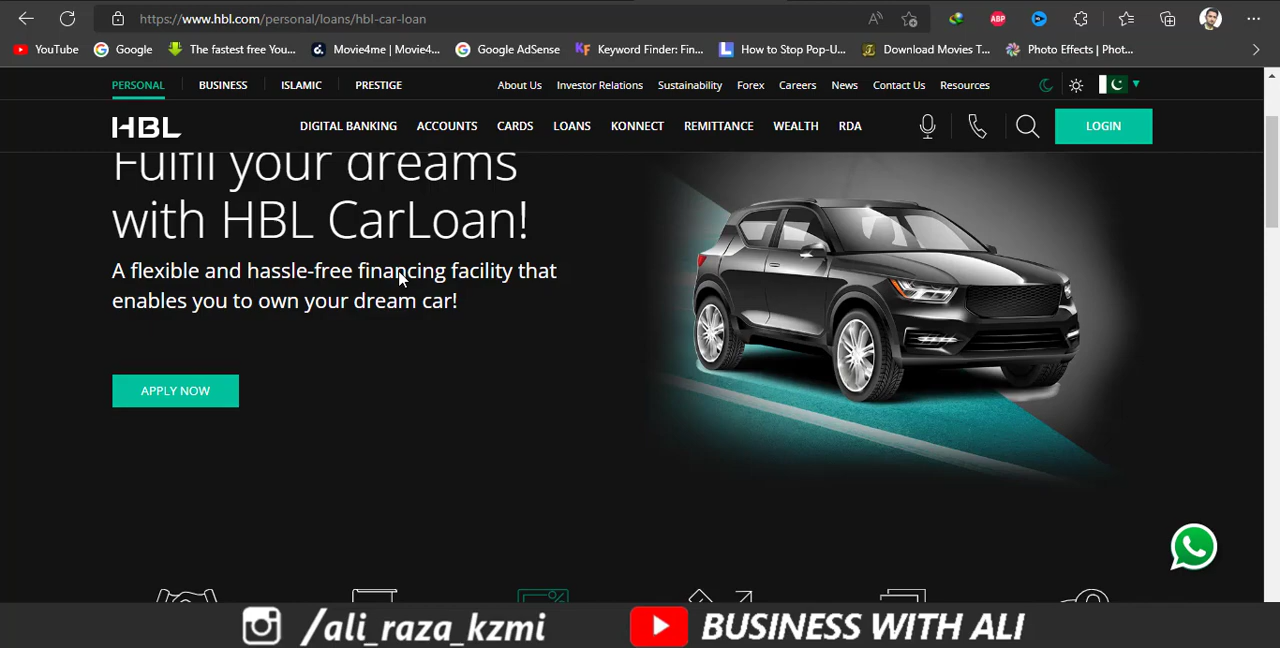 https://www.hbl.com/personal/loans/hbl-car-loan
ABP
YouTube
Google
The fastest free You...
Movie4me | Movie4...
Google AdSense
KF
Keyword Finder: Fin...
How to Stop Pop-U...
Download Movies T...
Photo Effects | Phot...
PERSONAL
BUSINESS
ISLAMIC
PRESTIGE
About Us
Investor Relations
Sustainability
Forex
Careers
News
Contact Us
Resources
HBL
DIGITAL BANKING
ACCOUNTS
CARDS
LOANS
KONNECT
REMITTANCE
WEALTH
RDA
LOGIN
Fulfil your dreams
with HBL CarLoan!
A flexible and hassle-free financing facility that
enables you to own your dream car!
APPLY NOW
/ali_raza_kzmi
BUSINESS WITH ALI